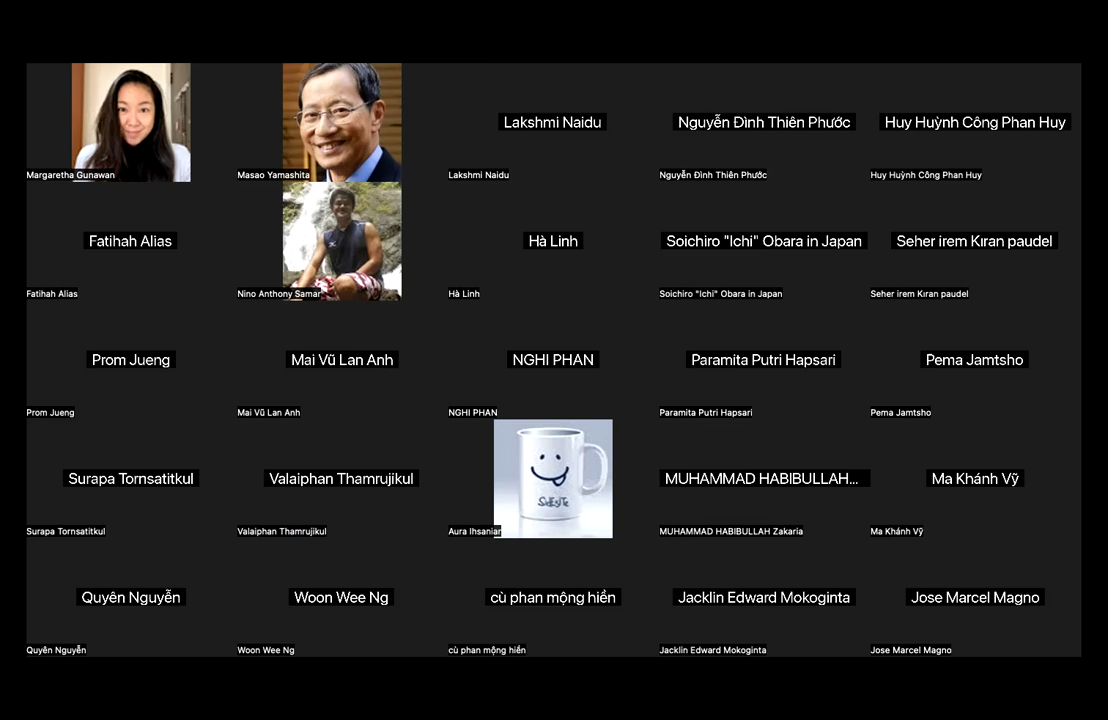 Lakshmi Naidu
Nguyễn Đình Thiên Phước
Huy Huỳnh Công Phan Huy
Margaretha Gunawan
Masao Yamashita
Lakshmi Naidu
Nguyễn Đình Thiên Phước
Huy Huỳnh Công Phan Huy
Fatihah Alias
Hà Linh
Soichiro "Ichi" Obara in Japan
Seher irem Kıran paudel
Fatihah Alias
Nino Anthony Samar
Hà Linh
Soichiro "Ichi" Obara in Japan
Seher irem Kıran paudel
Prom Jueng
Mai Vũ Lan Anh
NGHI PHAN
Paramita Putri Hapsari
Pema Jamtsho
Prom Jueng
Mai Vũ Lan Anh
NGHI PHAN
Paramita Putri Hapsari
Pema Jamtsho
Surapa Tornsatitkul
Valaiphan Thamrujikul
MUHAMMAD HABIBULLAH...
Ma Khánh Vỹ
Surapa Tornsatitkul
Valaiphan Thamrujikul
Aura Ihsaniar
MUHAMMAD HABIBULLAH Zakaria
Ma Khánh Vỹ
Quyên Nguyễn
Woon Wee Ng
cù phan mộng hiền
Jacklin Edward Mokoginta
Jose Marcel Magno
Quyên Nguyễn
Woon Wee Ng
cù phan mộng hiền
Jacklin Edward Mokoginta
Jose Marcel Magno